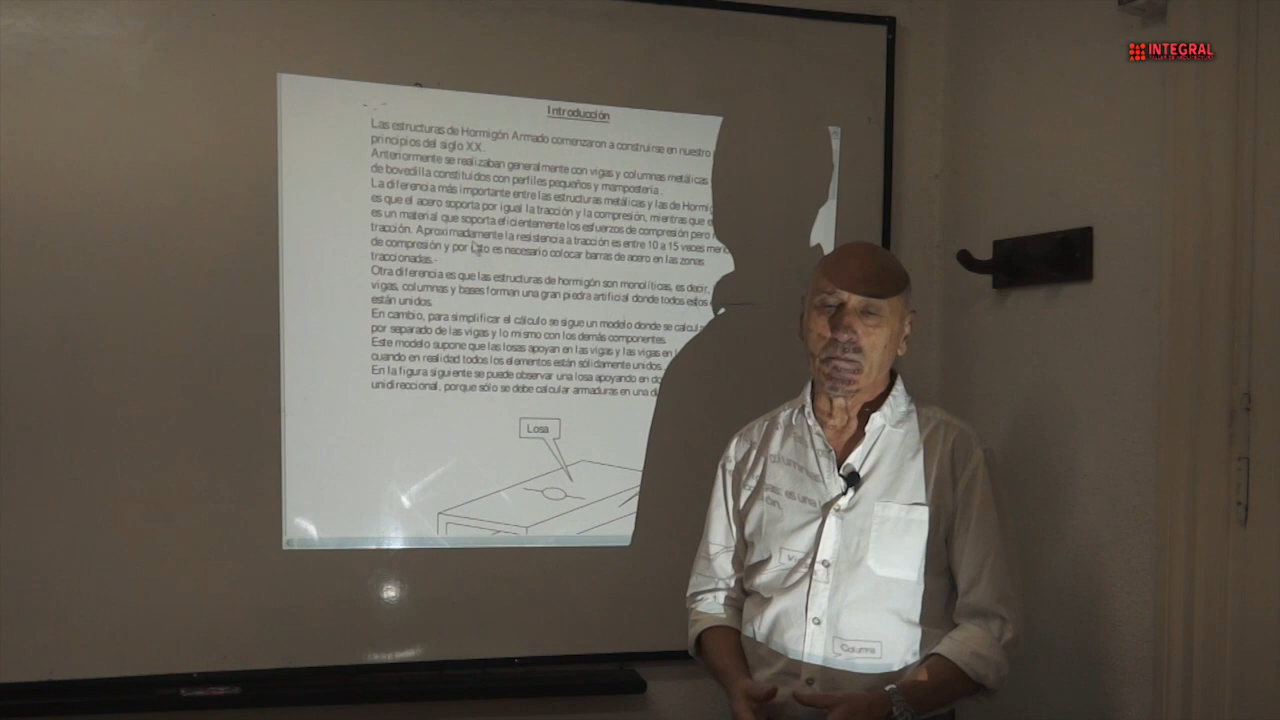 INTEGRAL
Introducción
Las estructuras de Hormigón Armado comenzaron a construirse en nuestro
principios del siglo XX.
Anteriormente se realizaban generalmente con vigas y columnas metálicas
de bovedilla constituidos con perfiles pequeños y mampostería.
La diferencia más importante entre las estructuras metálicas y las de Hormig
es que el acero soporta por igual la tracción y la compresión, mientras que e
es un material que soporta eficientemente los esfuerzos de compresión pero
tracción. Aproximadamente la resistencia a tracción es entre 10 a 15 veces men
de compresión y por es necesario colocar barras de acero en las zonas
traccionadas.-
Otra diferencia es que las estructuras de hormigón son monolíticas, es decir,
vigas, columnas y bases forman una gran piedra artificial donde todos estos
están unidos.
En cambio, para simplificar el cálculo se sigue un modelo donde se calcul
por separado de las vigas y lo mismo con los demás componentes.
Este modelo supone que las losas apoyan en las vigas y las vigas en
cuando en realidad todos los elementos están sólidamente unidos.
En la figura siguiente se puede observar una losa apoyando en do
unidireccional, porque sólo se debe calcular armaduras en una di
Losa
columnas
es una
Columna